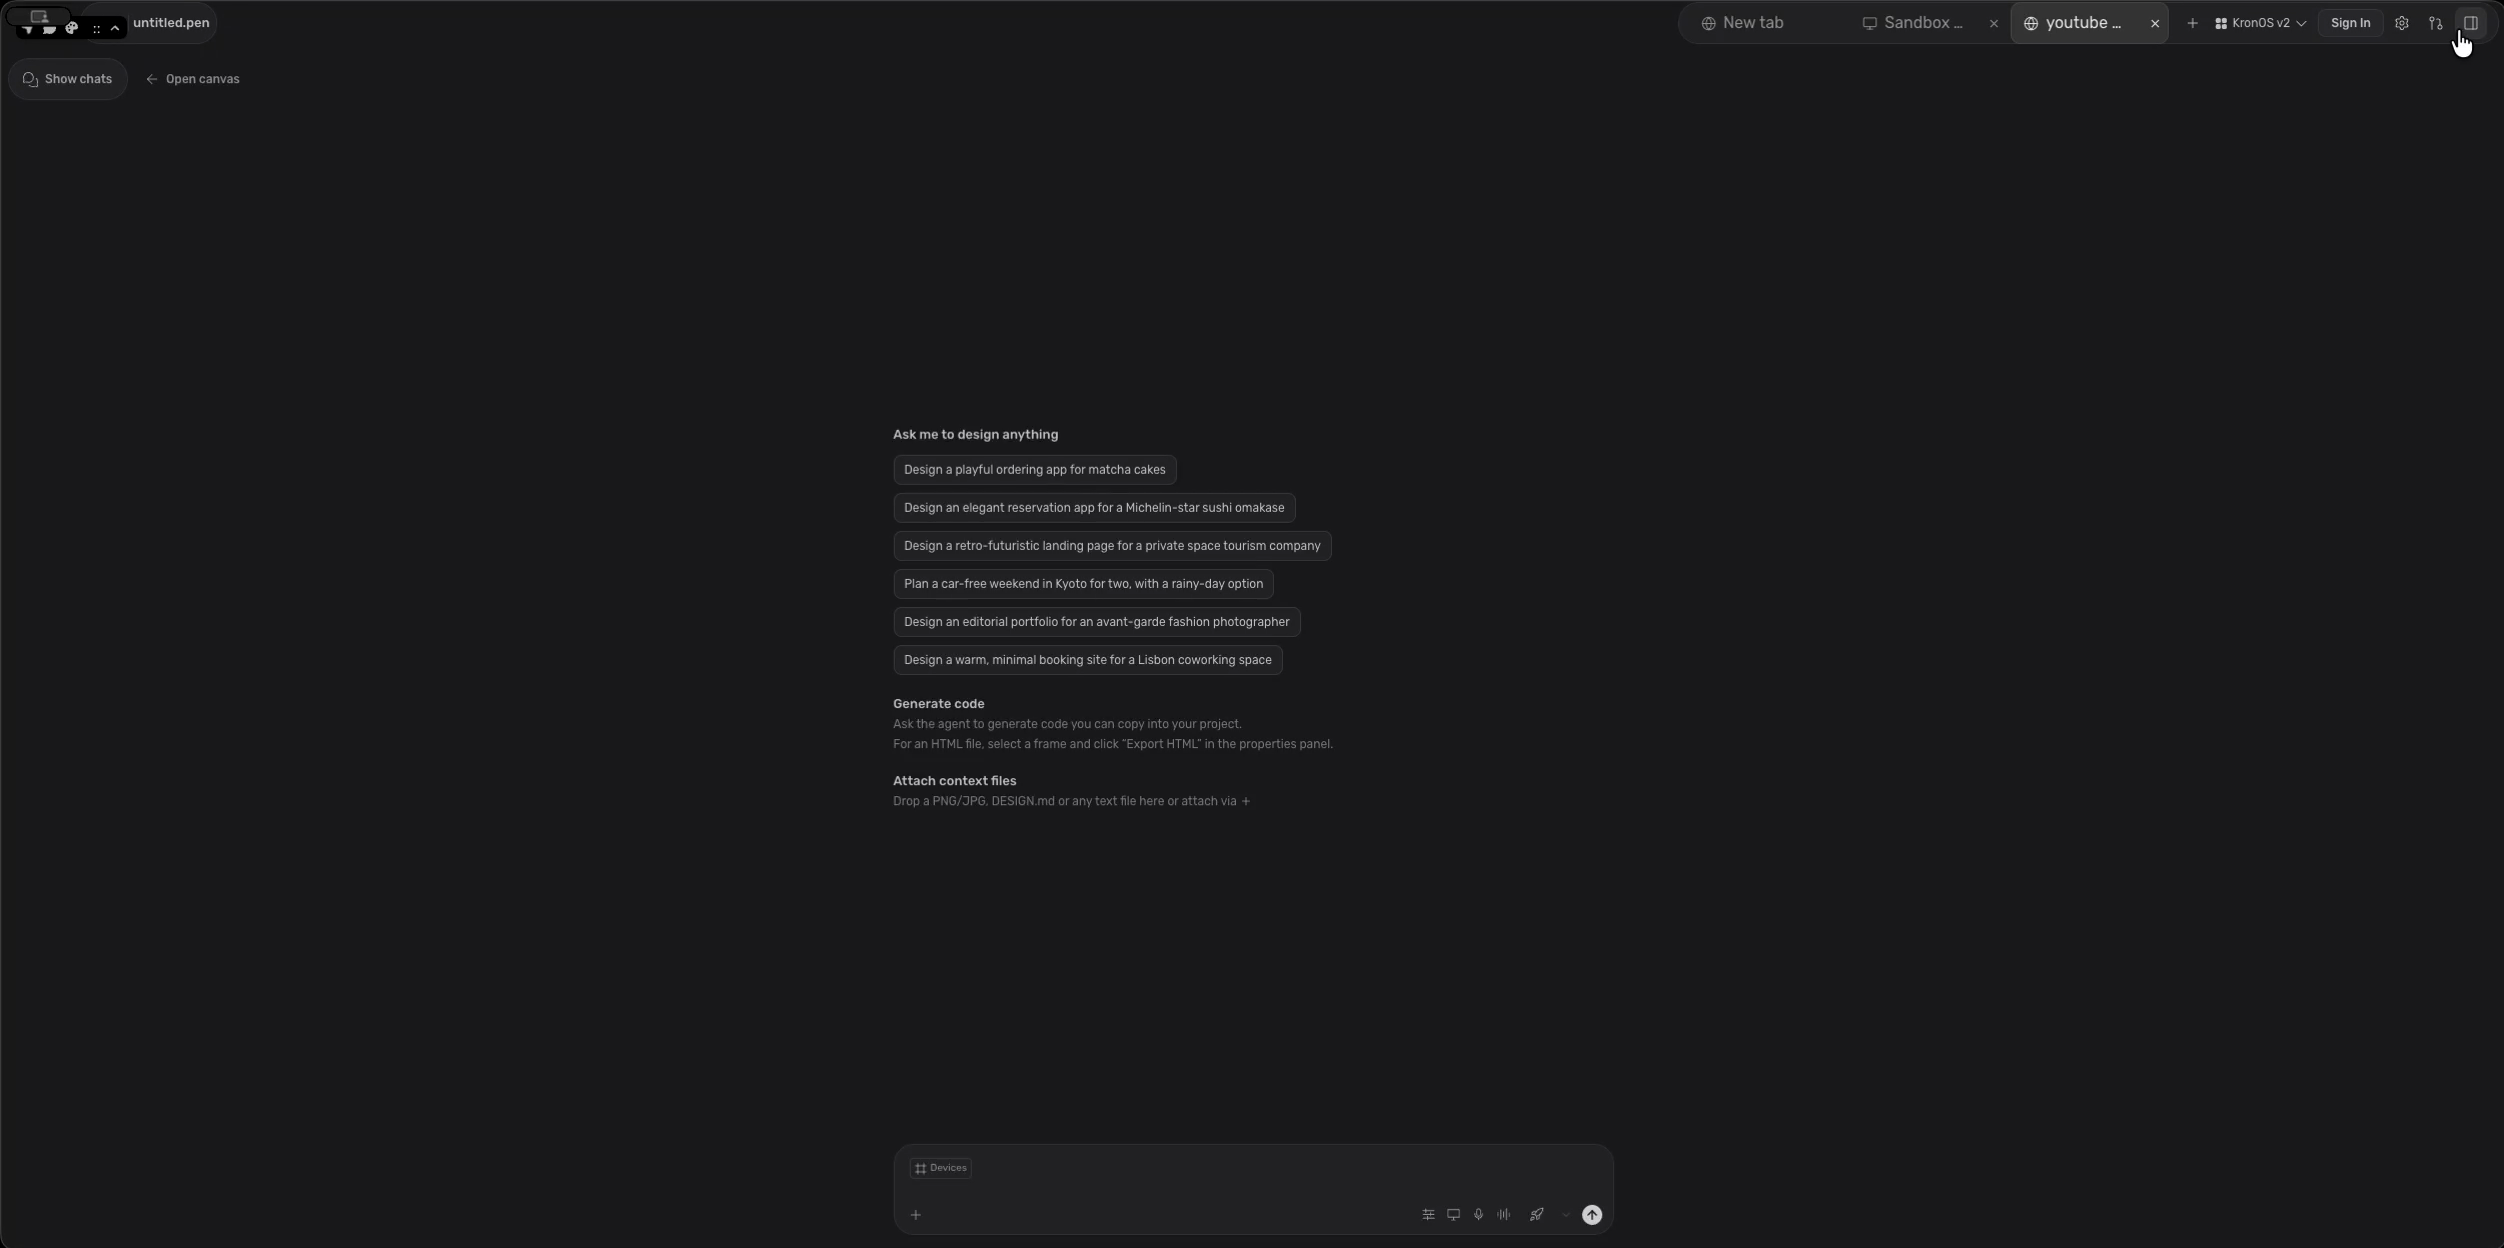 untitled.pen
New tab
Sandbox ...
youtube ...
KronOS v2
Sign In
Show chats
Open canvas
Ask me to design anything
Design a playful ordering app for matcha cakes
Design an elegant reservation app for a Michelin-star sushi omakase
Design a retro-futuristic landing page for a private space tourism company
Plan a car-free weekend in Kyoto for two, with a rainy-day option
Design an editorial portfolio for an avant-garde fashion photographer
Design a warm, minimal booking site for a Lisbon coworking space
Generate code
Ask the agent to generate code you can copy into your project.
For an HTML file, select a frame and click “Export HTML” in the properties panel.
Attach context files
Drop a PNG/JPG, DESIGN.md or any text file here or attach via +
Devices